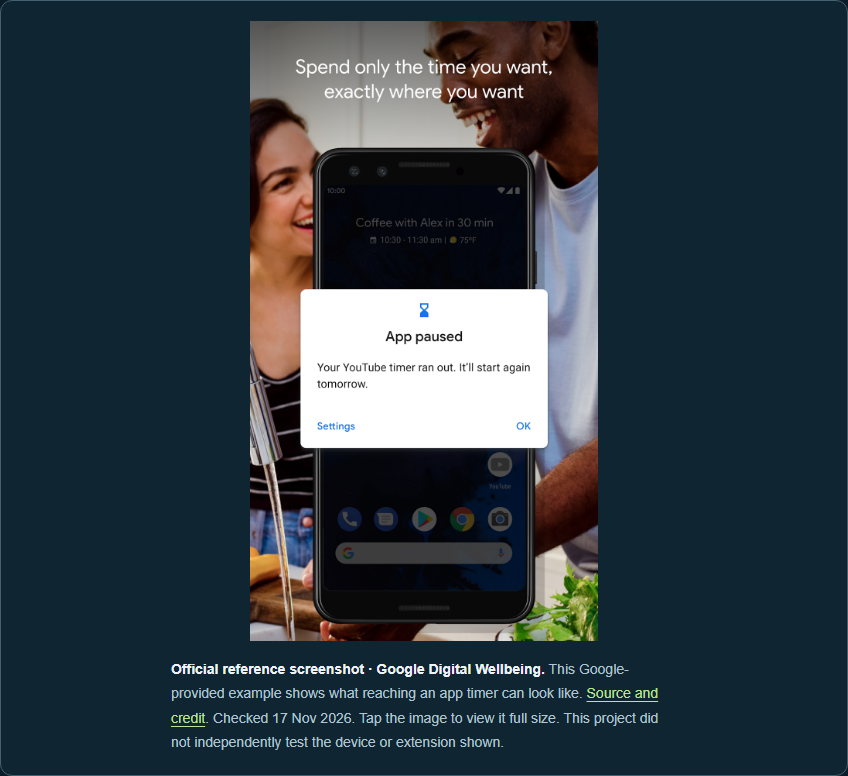 Spend only the time you want,
exactly where you want
10:00
Coffee with Alex in 30 min
10:30 - 11:30 am | 75°F
App paused
Your YouTube timer ran out. It'll start again
tomorrow.
Settings
OK
YouTube
Official reference screenshot · Google Digital Wellbeing. This Google-
provided example shows what reaching an app timer can look like. Source and
credit. Checked 17 Nov 2026. Tap the image to view it full size. This project did
not independently test the device or extension shown.